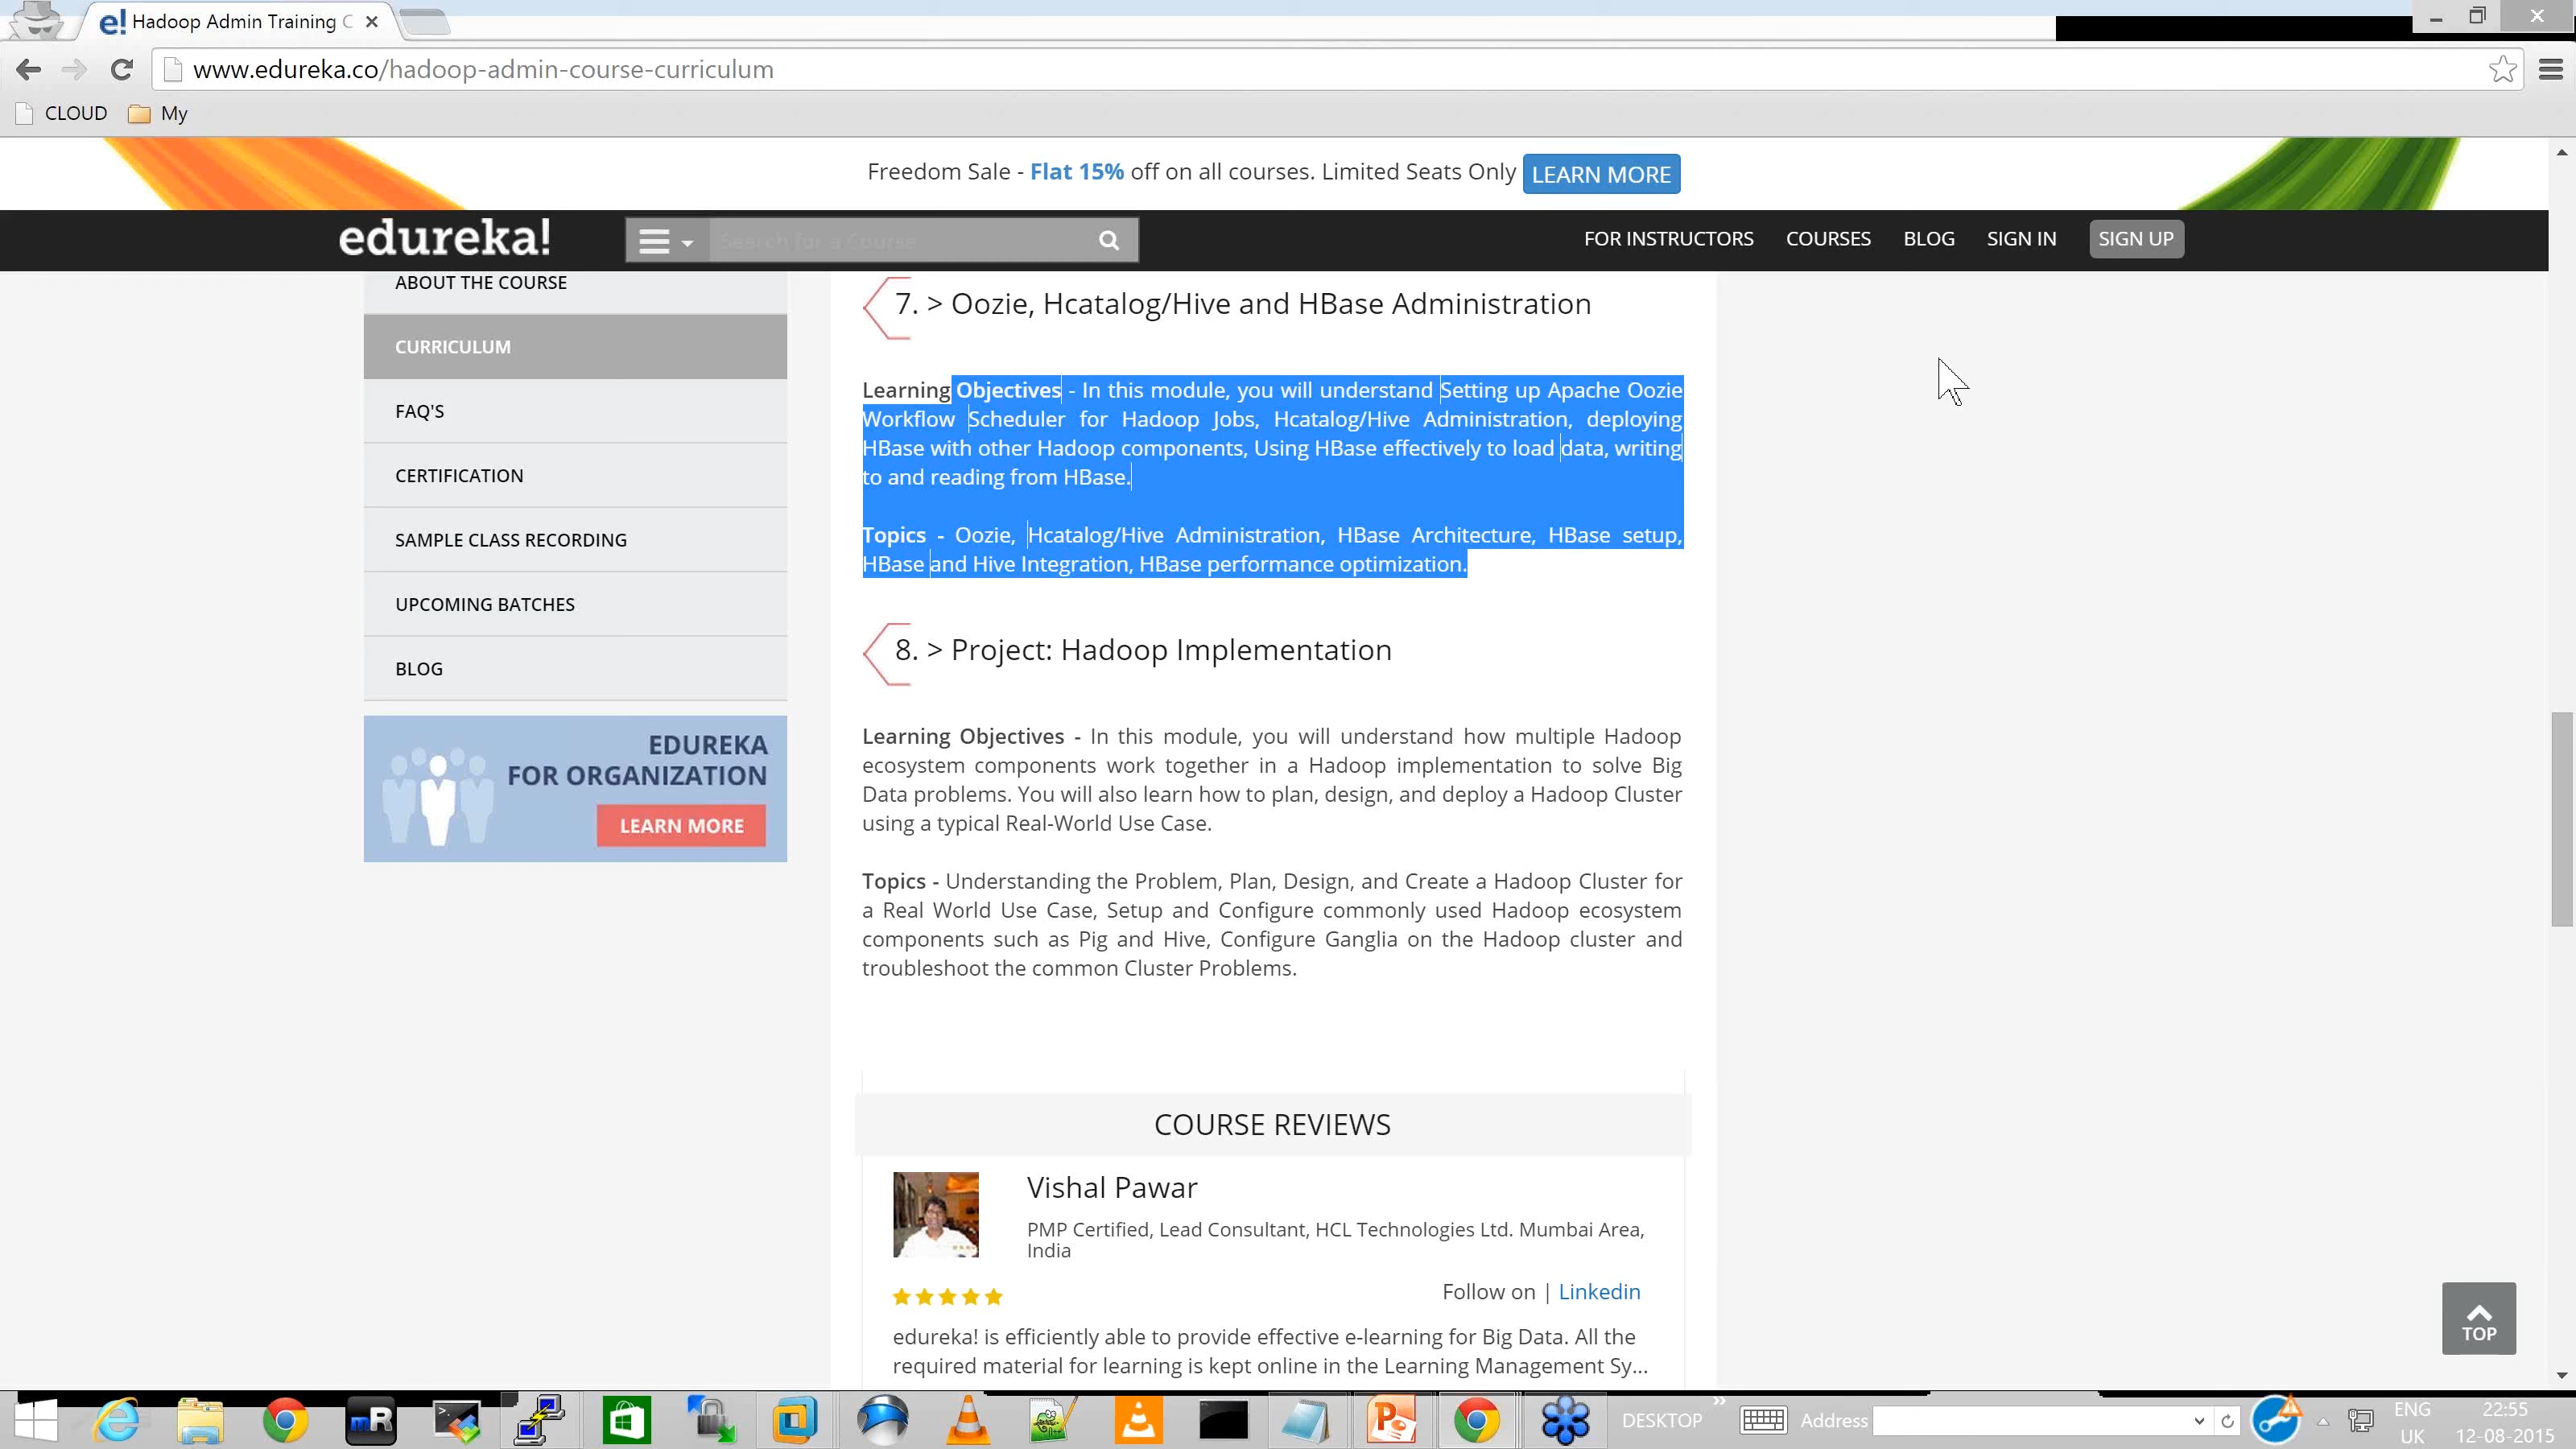 e! Hadoop Admin Training C
www.edureka.co/hadoop-admin-course-curriculum
CLOUD My
Freedom Sale - Flat 15% off on all courses. Limited Seats Only LEARN MORE
edureka! Search for a Course FOR INSTRUCTORS COURSES BLOG SIGN IN SIGN UP
ABOUT THE COURSE
CURRICULUM
FAQ'S
CERTIFICATION
SAMPLE CLASS RECORDING
UPCOMING BATCHES
BLOG
EDUREKA
FOR ORGANIZATION
LEARN MORE
7. > Oozie, Hcatalog/Hive and HBase Administration
Learning Objectives - In this module, you will understand Setting up Apache Oozie
Workflow Scheduler for Hadoop Jobs, Hcatalog/Hive Administration, deploying
HBase with other Hadoop components, Using HBase effectively to load data, writing
to and reading from HBase.
Topics - Oozie, Hcatalog/Hive Administration, HBase Architecture, HBase setup,
HBase and Hive Integration, HBase performance optimization.
8. > Project: Hadoop Implementation
Learning Objectives - In this module, you will understand how multiple Hadoop
ecosystem components work together in a Hadoop implementation to solve Big
Data problems. You will also learn how to plan, design, and deploy a Hadoop Cluster
using a typical Real-World Use Case.
Topics - Understanding the Problem, Plan, Design, and Create a Hadoop Cluster for
a Real World Use Case, Setup and Configure commonly used Hadoop ecosystem
components such as Pig and Hive, Configure Ganglia on the Hadoop cluster and
troubleshoot the common Cluster Problems.
COURSE REVIEWS
Vishal Pawar
PMP Certified, Lead Consultant, HCL Technologies Ltd. Mumbai Area,
India
Follow on | Linkedin
edureka! is efficiently able to provide effective e-learning for Big Data. All the
required material for learning is kept online in the Learning Management Sy...
TOP
mR DESKTOP Address ENG 22:55
UK 12-08-2015